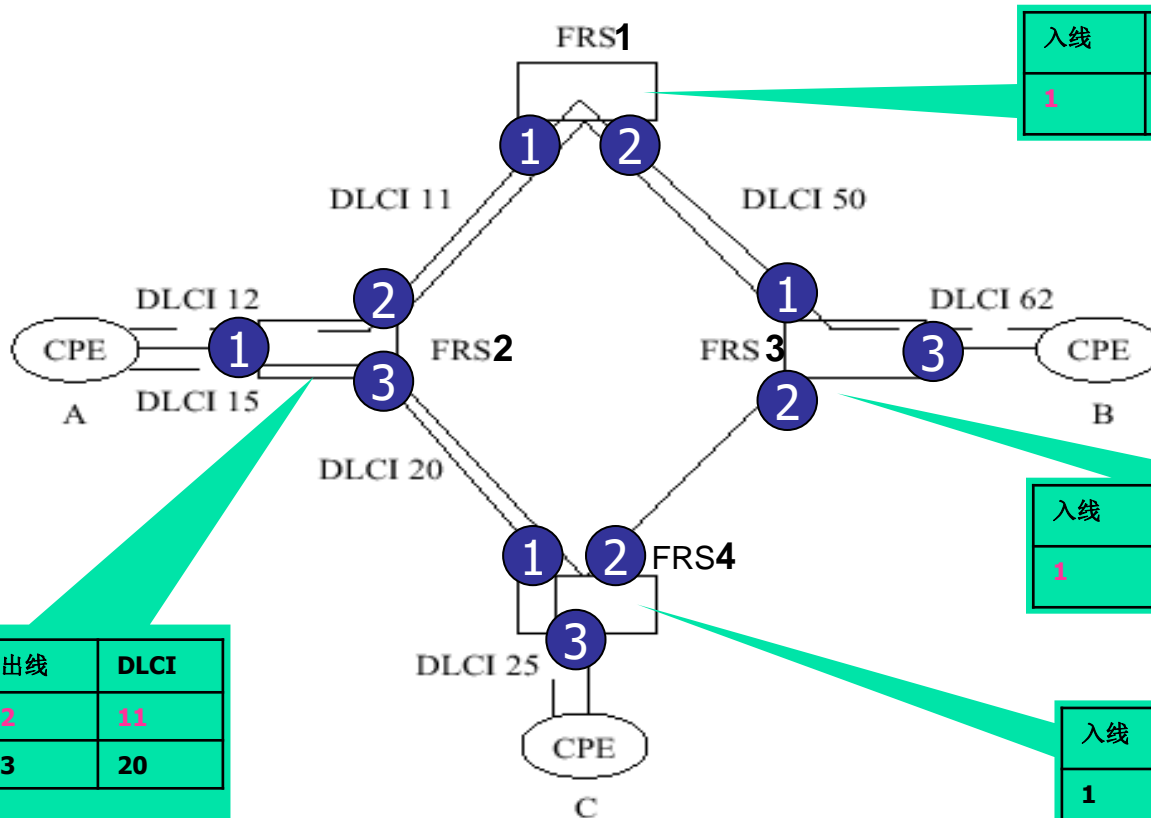 FRS1
入线
1
1
2
DLCI 11
DLCI 50
2
1
DLCI 12
DLCI 62
CPE
1
FRS2
FRS 3
3
CPE
3
2
A
DLCI 15
B
DLCI 20
入线
1
1
2
FRS4
3
DLCI 25
出线 DLCI
2 11
3 20
CPE
C
入线
1